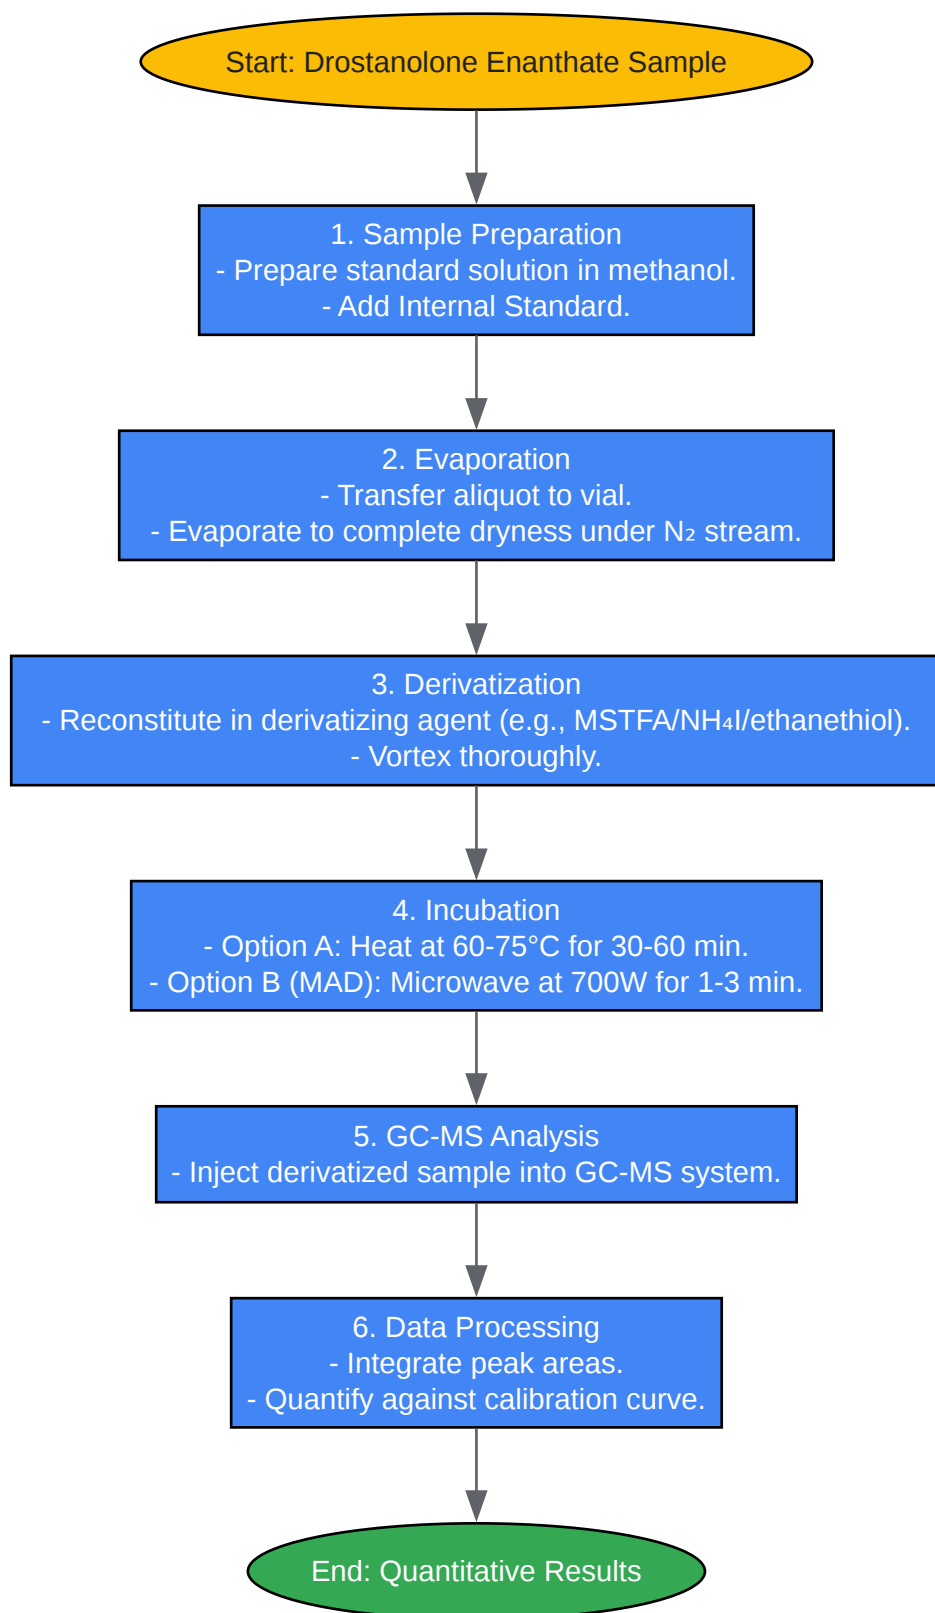 Start: Drostanolone Enanthate Sample
1. Sample Preparation
- Prepare standard solution in methanol.
- Add Internal Standard.
2. Evaporation
- Transfer aliquot to vial.
- Evaporate to complete dryness under N₂ stream.
3. Derivatization
- Reconstitute in derivatizing agent (e.g., MSTFA/NH₄I/ethanethiol).
- Vortex thoroughly.
4. Incubation
- Option A: Heat at 60-75°C for 30-60 min.
- Option B (MAD): Microwave at 700W for 1-3 min.
5. GC-MS Analysis
- Inject derivatized sample into GC-MS system.
6. Data Processing
- Integrate peak areas.
- Quantify against calibration curve.
End: Quantitative Results